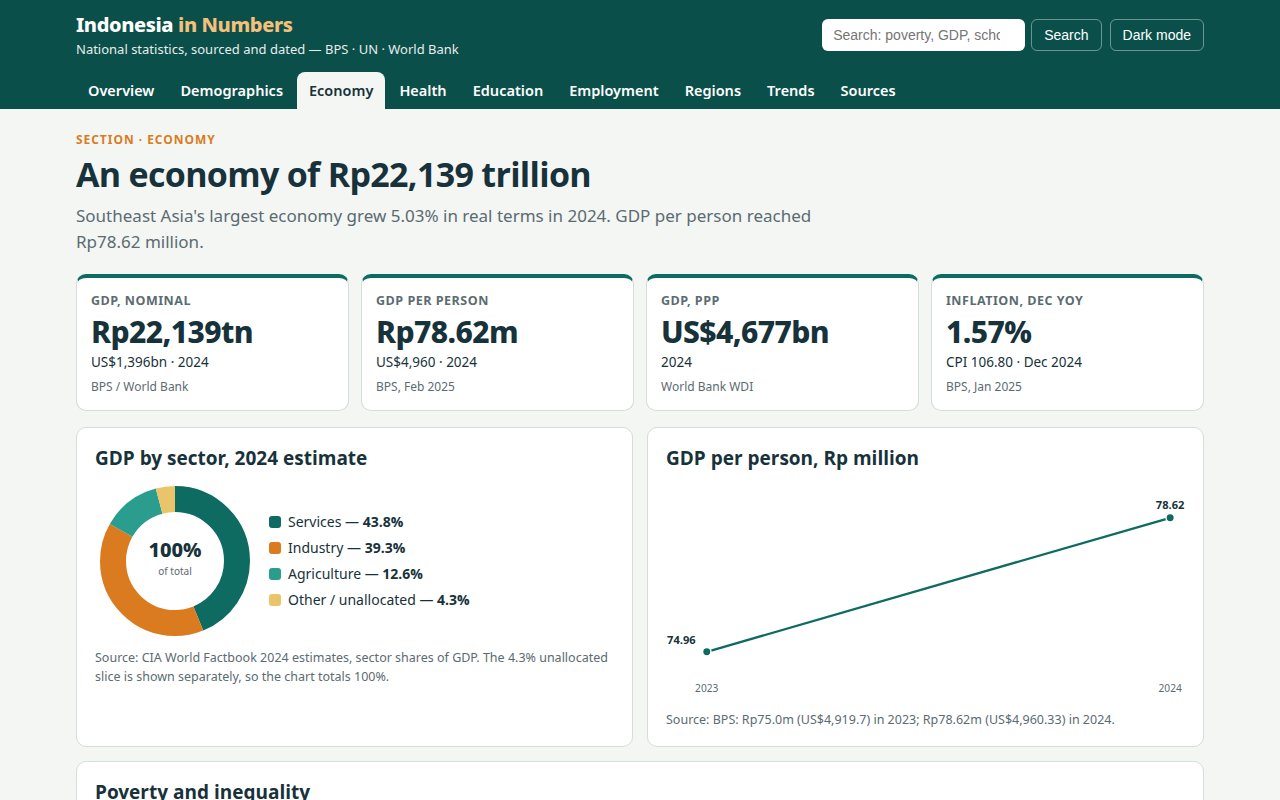 Indonesia in Numbers
National statistics, sourced and dated — BPS · UN · World Bank
Search: poverty, GDP, scho
Search
Dark mode
Overview
Demographics
Economy
Health
Education
Employment
Regions
Trends
Sources
SECTION · ECONOMY
An economy of Rp22,139 trillion
Southeast Asia's largest economy grew 5.03% in real terms in 2024. GDP per person reached
Rp78.62 million.
GDP, NOMINAL
Rp22,139tn
US$1,396bn · 2024
BPS / World Bank
GDP PER PERSON
Rp78.62m
US$4,960 · 2024
BPS, Feb 2025
GDP, PPP
US$4,677bn
2024
World Bank WDI
INFLATION, DEC YOY
1.57%
CPI 106.80 · Dec 2024
BPS, Jan 2025
GDP by sector, 2024 estimate
100%
of total
Services — 43.8%
Industry — 39.3%
Agriculture — 12.6%
Other / unallocated — 4.3%
Source: CIA World Factbook 2024 estimates, sector shares of GDP. The 4.3% unallocated
slice is shown separately, so the chart totals 100%.
GDP per person, Rp million
78.62
74.96
2023
2024
Source: BPS: Rp75.0m (US$4,919.7) in 2023; Rp78.62m (US$4,960.33) in 2024.
Poverty and inequality